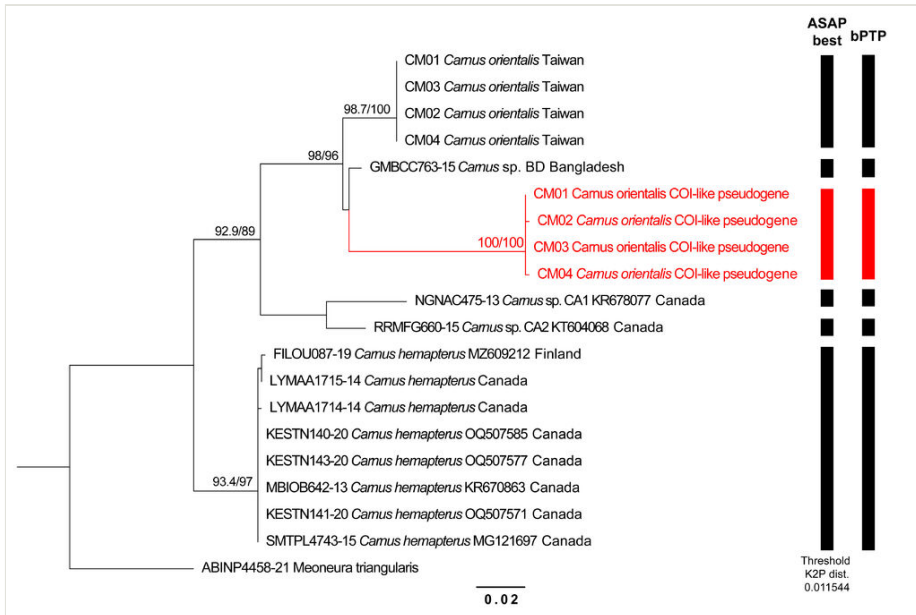 ASAP
best
bPTP
CM01 Carnus orientalis Taiwan
CM03 Carnus orientalis Taiwan
98.7/100
CM02 Carnus orientalis Taiwan
CM04 Carnus orientalis Taiwan
98/96
GMBCC763-15 Carnus sp. BD Bangladesh
CM01 Carnus orientalis COI-like pseudogene
CM02 Carnus orientalis COI-like pseudogene
92.9/89
100/100
CM03 Carnus orientalis COI-like pseudogene
CM04 Carnus orientalis COI-like pseudogene
NGNAC475-13 Carnus sp. CA1 KR678077 Canada
RRMFG660-15 Carnus sp. CA2 KT604068 Canada
FILOU087-19 Carnus hemapterus MZ609212 Finland
LYMAA1715-14 Carnus hemapterus Canada
LYMAA1714-14 Carnus hemapterus Canada
KESTN140-20 Carnus hemapterus OQ507585 Canada
KESTN143-20 Carnus hemapterus OQ507577 Canada
93.4/97
MBIOB642-13 Carnus hemapterus KR670863 Canada
KESTN141-20 Carnus hemapterus OQ507571 Canada
SMTPL4743-15 Carnus hemapterus MG121697 Canada
ABINP4458-21 Meoneura triangularis
Threshold
K2P dist.
0.011544
0.02